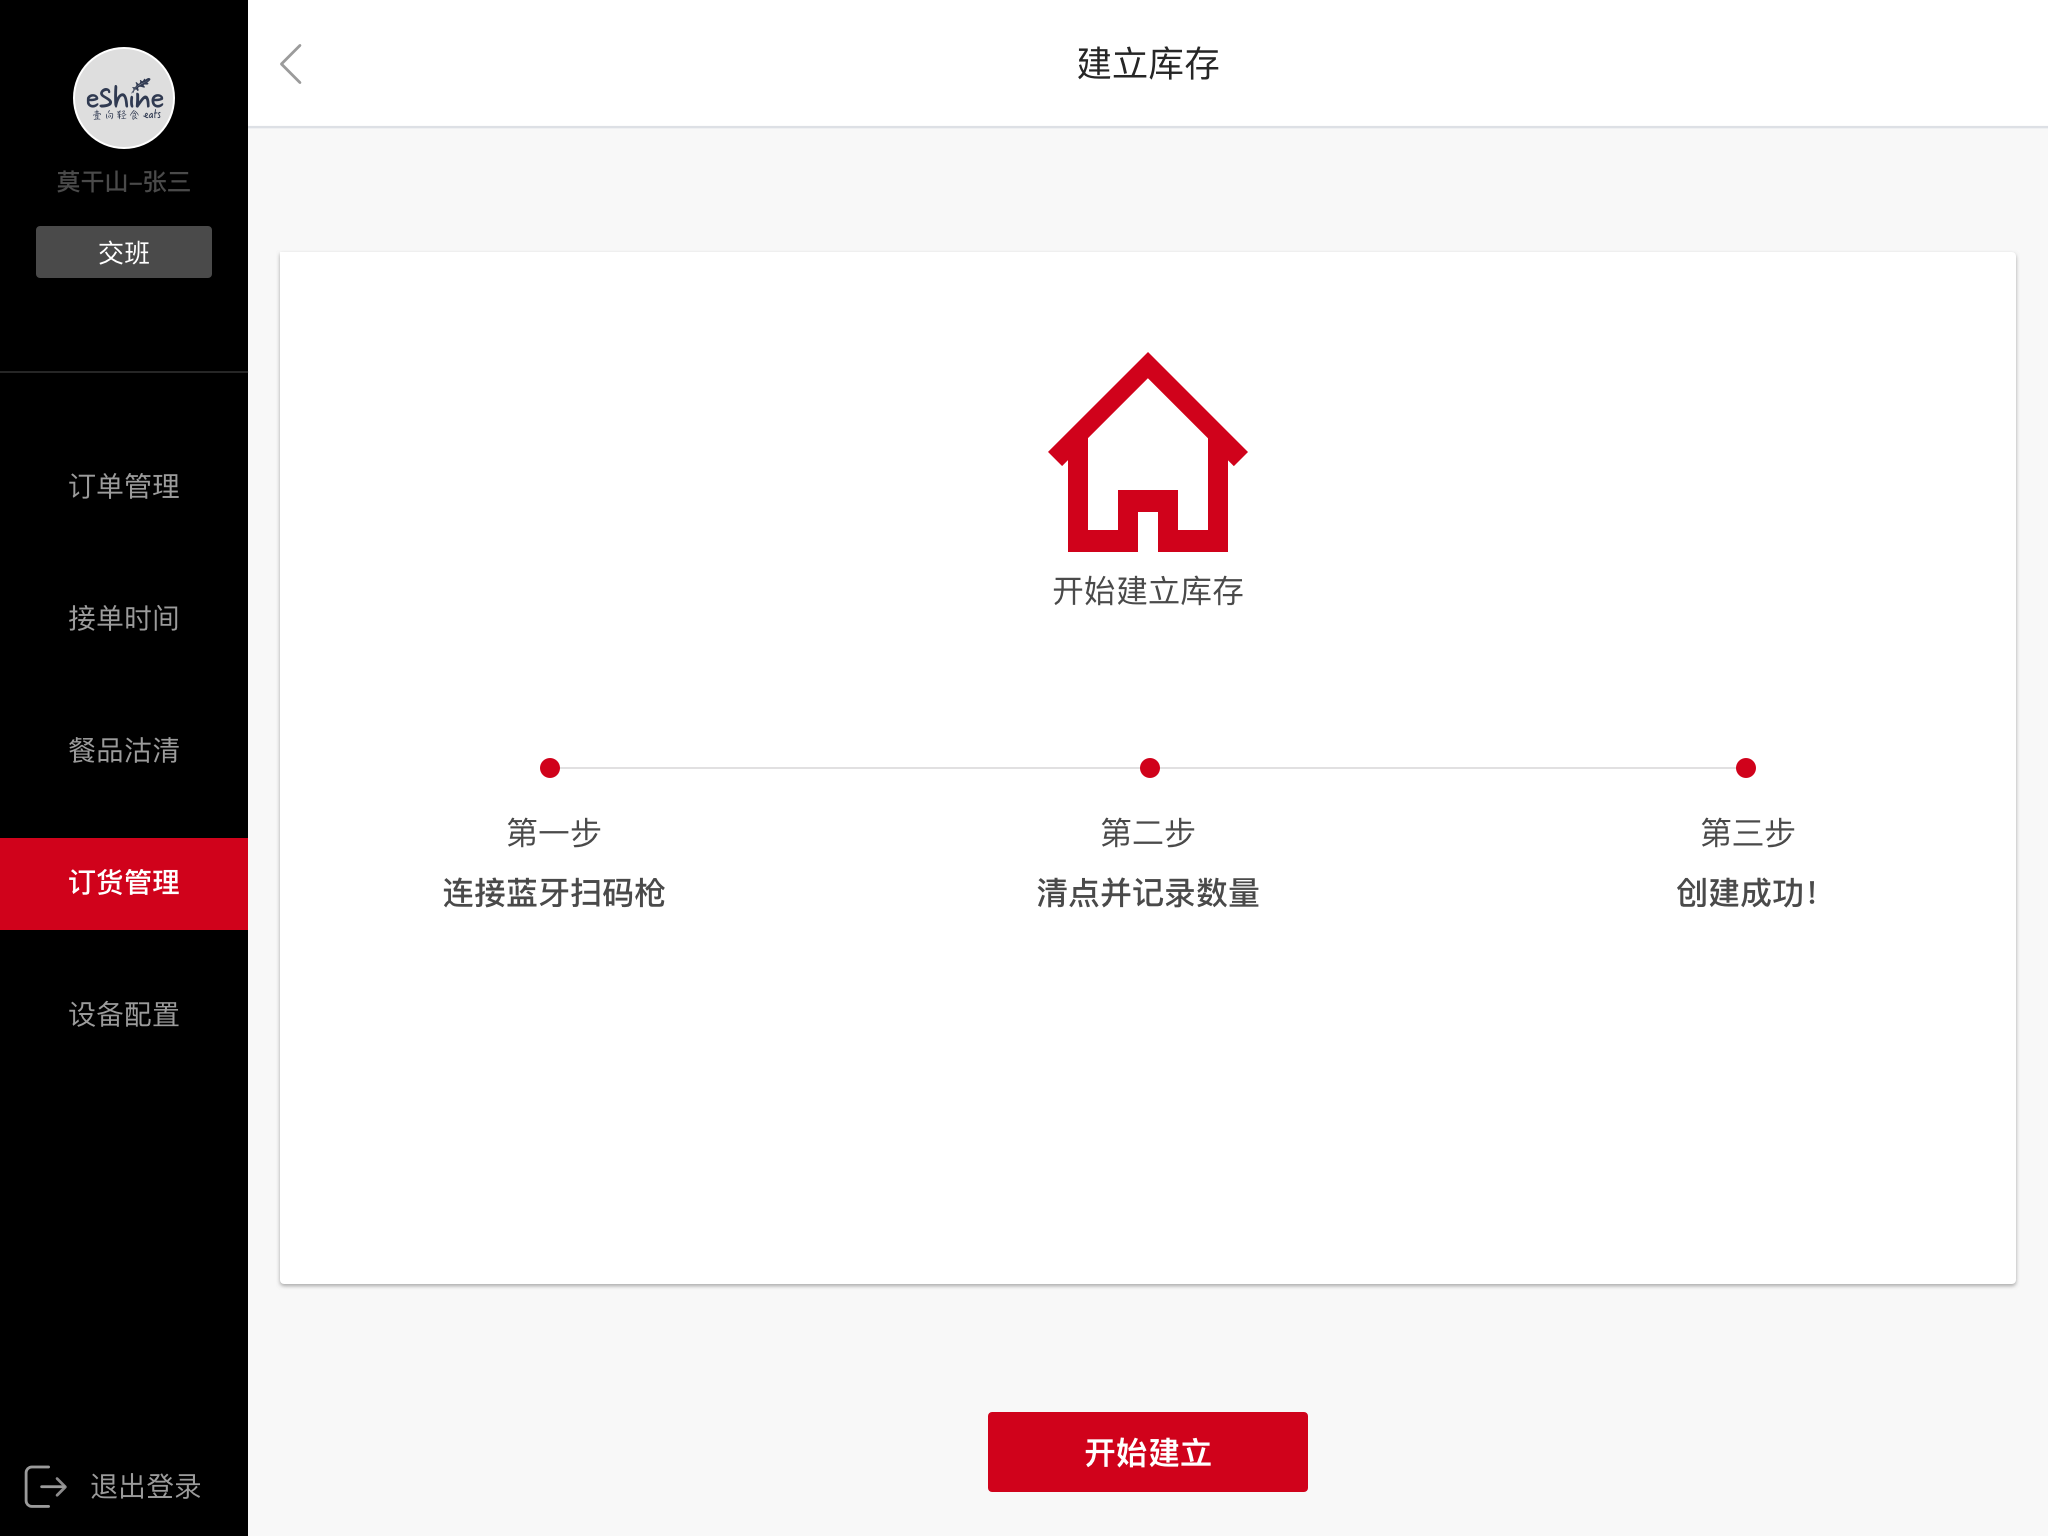 eShine
壹向轻食 eats
莫干山-张三
交班
订单管理
接单时间
餐品沽清
订货管理
设备配置
退出登录
建立库存
开始建立库存
第一步
连接蓝牙扫码枪
第二步
清点并记录数量
第三步
创建成功!
开始建立